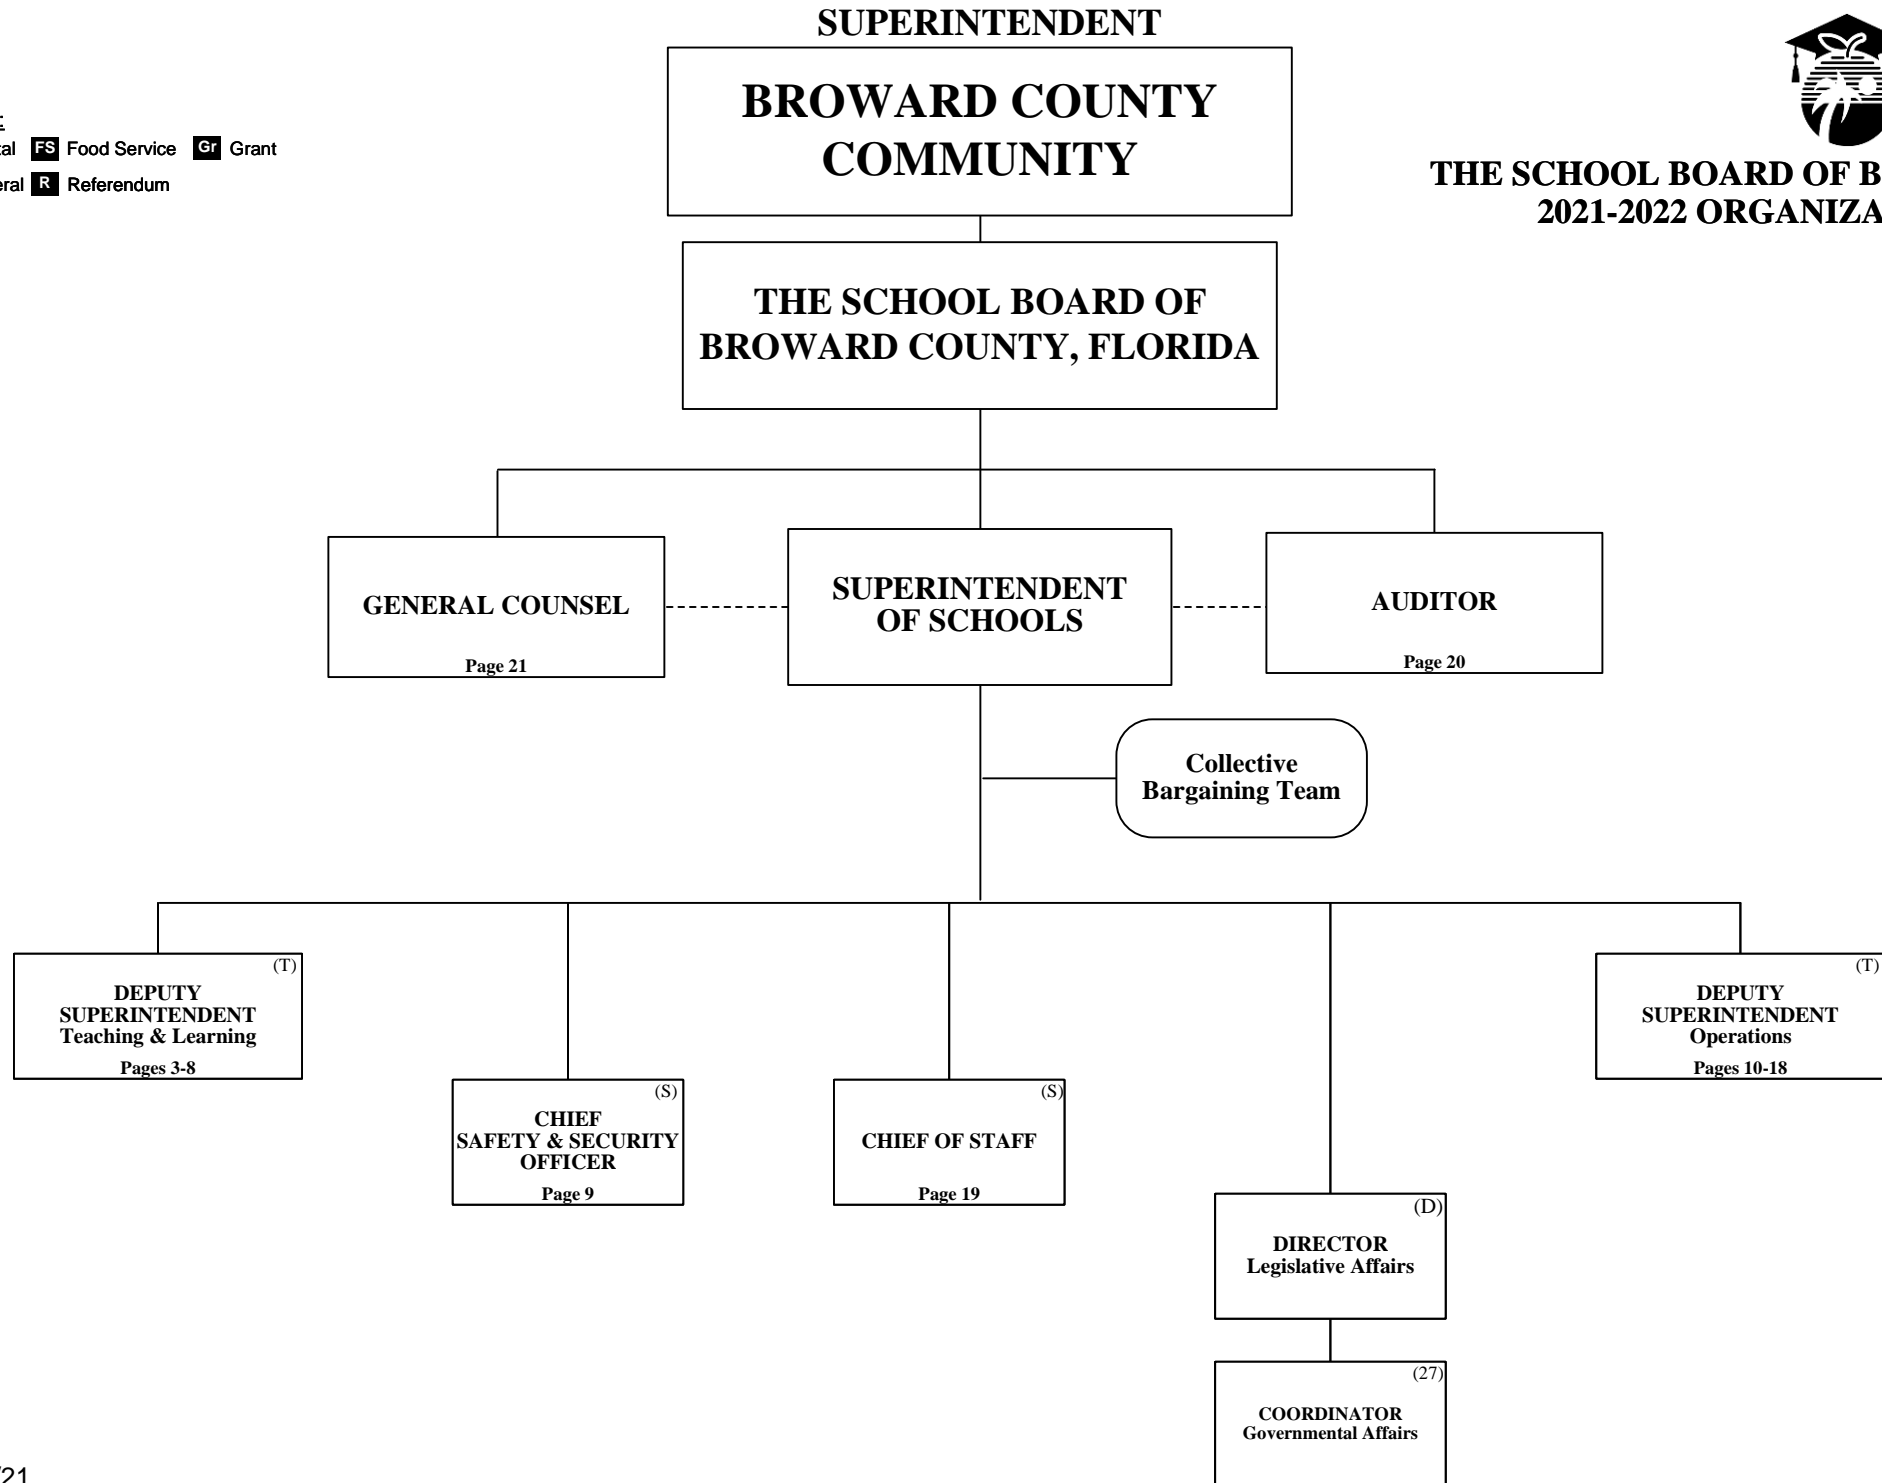 SUPERINTENDENT
BROWARD COUNTY
COMMUNITY
FS Food Service Gr Grant
R Referendum
THE SCHOOL BOARD OF
2021-2022
THE SCHOOL BOARD OF
BROWARD COUNTY, FLORIDA
GENERAL COUNSEL
Page 21
SUPERINTENDENT
OF SCHOOLS
AUDITOR
Page 20
Collective
Bargaining Team
(T)
DEPUTY
SUPERINTENDENT
Teaching & Learning
Pages 3-8
(S)
CHIEF
SAFETY & SECURITY
OFFICER
Page 9
(S)
CHIEF OF STAFF
Page 19
(D)
DIRECTOR
Legislative Affairs
(27)
COORDINATOR
Governmental Affairs
(T)
DEPUTY
SUPERINTENDENT
Operations
Pages 10-18